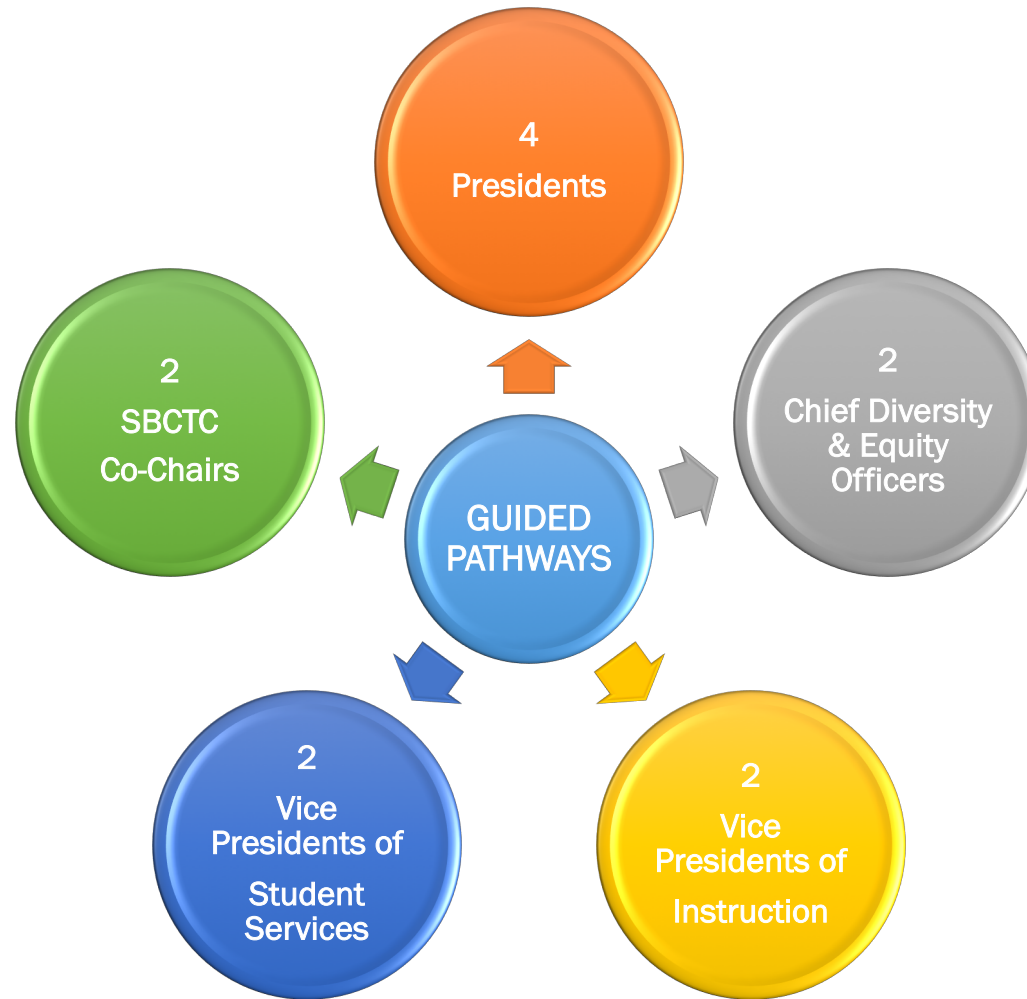 4
Presidents
2
Chief Diversity
& Equity
Officers
2
Vice
Presidents of
Instruction
2
Vice
Presidents of
Student
Services
2
SBCTC
Co-Chairs
GUIDED
PATHWAYS